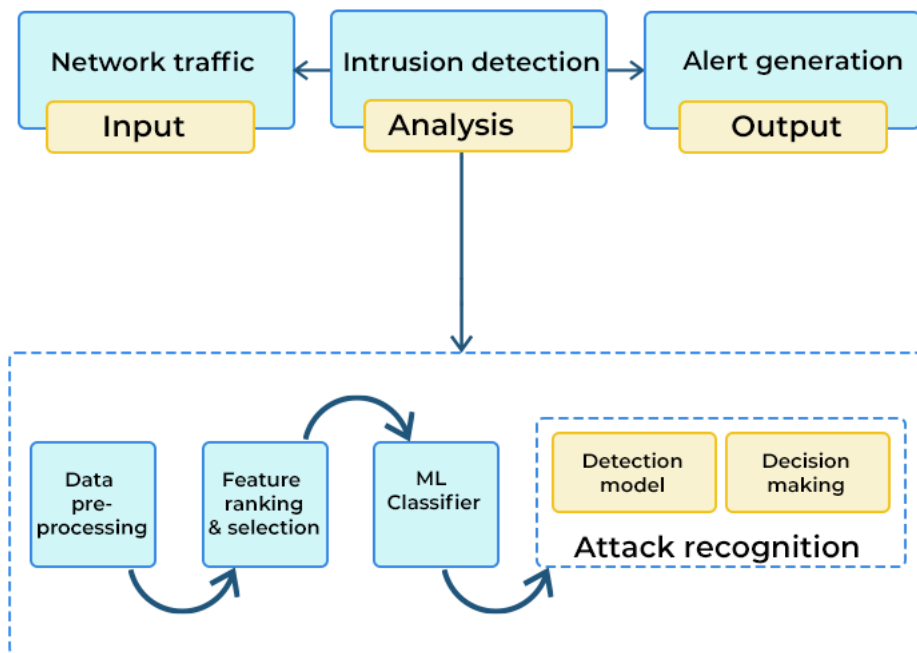 Network traffic
Input
Intrusion detection
Analysis
Alert generation
Output
Data
pre-
processing
Feature
ranking
& selection
ML
Classifier
Detection
model
Decision
making
Attack recognition